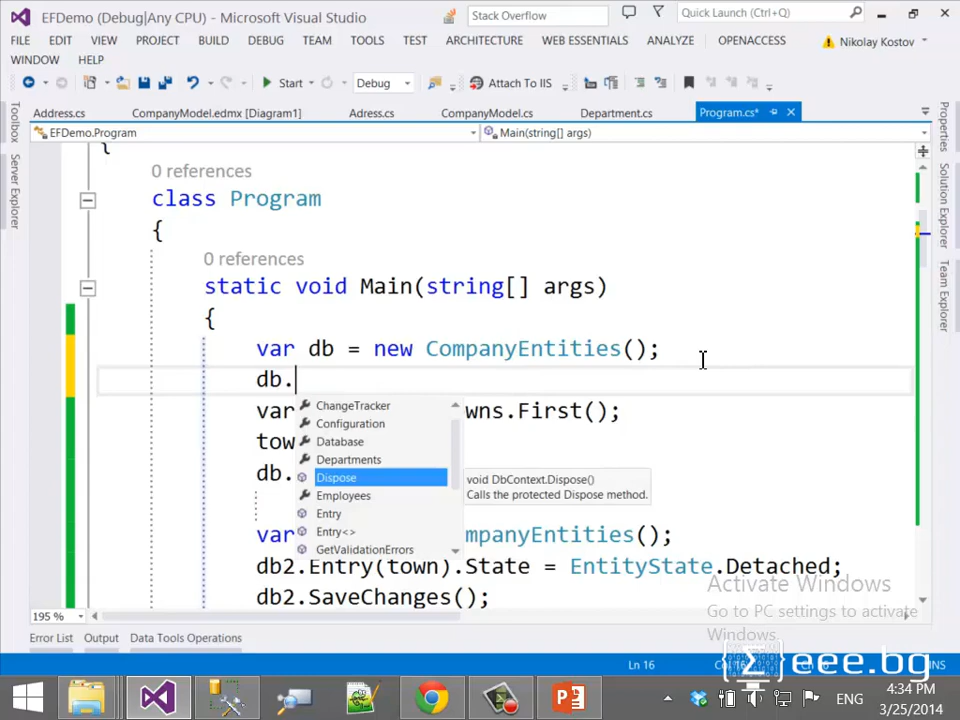 EFDemo (Debug|Any CPU) - Microsoft Visual Studio
Stack Overflow
Quick Launch (Ctrl+Q)
FILE EDIT VIEW PROJECT BUILD DEBUG TEAM TOOLS TEST ARCHITECTURE WEB ESSENTIALS ANALYZE OPENACCESS Nikolay Kostov
WINDOW HELP
Start Debug Attach To IIS
Toolbox
Server Explorer
Address.cs CompanyModel.edmx [Diagram1] Adress.cs CompanyModel.cs Department.cs Program.cs*
EFDemo.Program Main(string[] args)
Properties
Solution Explorer
Team Explorer
{
0 references
class Program
{
0 references
static void Main(string[] args)
{
var db = new CompanyEntities();
db.
var wns.First();
tow
db.
var mpanyEntities();
db2.Entry(town).State = EntityState.Detached;
db2.SaveChanges();
ChangeTracker
Configuration
Database
Departments
Dispose
Employees
Entry
Entry<>
GetValidationErrors
void DbContext.Dispose()
Calls the protected Dispose method.
Activate Windows
Go to PC settings to activate
Windows.
195 %
Error List Output Data Tools Operations
Ln 16
eee.bg
ENG
4:34 PM
3/25/2014